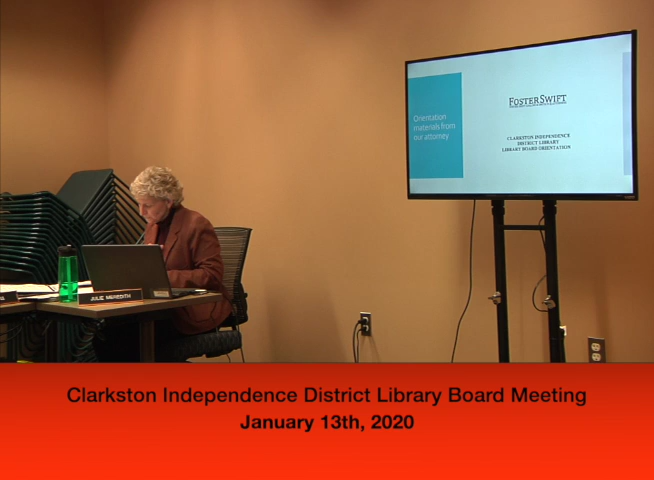 Orientation
materials from
our attorney
FOSTERSWIFT
CLARKSTON INDEPENDENCE
DISTRICT LIBRARY
LIBRARY BOARD ORIENTATION
JULIE MEREDITH
Clarkston Independence District Library Board Meeting
January 13th, 2020